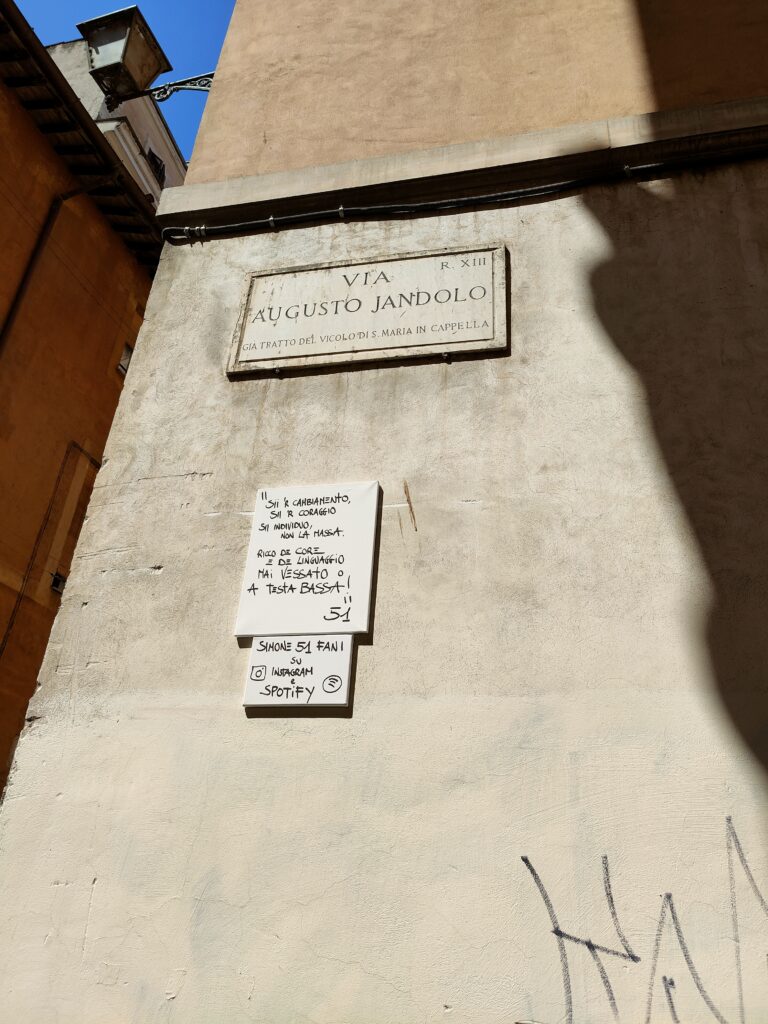 R. XIII
VIA
AUGUSTO JANDOLO
GIA TRATTO DEL VICOLO DI S. MARIA IN CAPPELLA
"SII 'R CAMBIAMENTO,
SII 'R CORAGGIO
SII INDIVIDUO,
NON LA MASSA.
RICCO DE CORE
E DE LINGUAGGIO
MAI VESSATO O
A TESTA BASSA!"
51
SIMONE 51 FANI
SU
INSTAGRAM
E
SPOTIFY